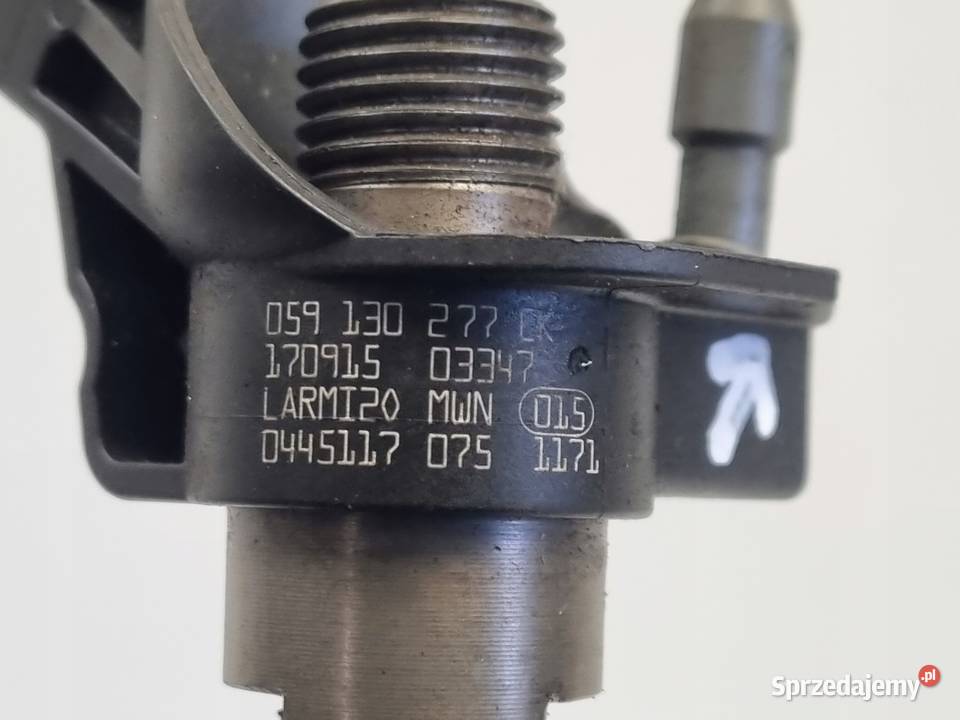 059 130 277 CK
170915 03347
LARMI20 MWN 015
0445117 075 1171
Sprzedajemy.pl